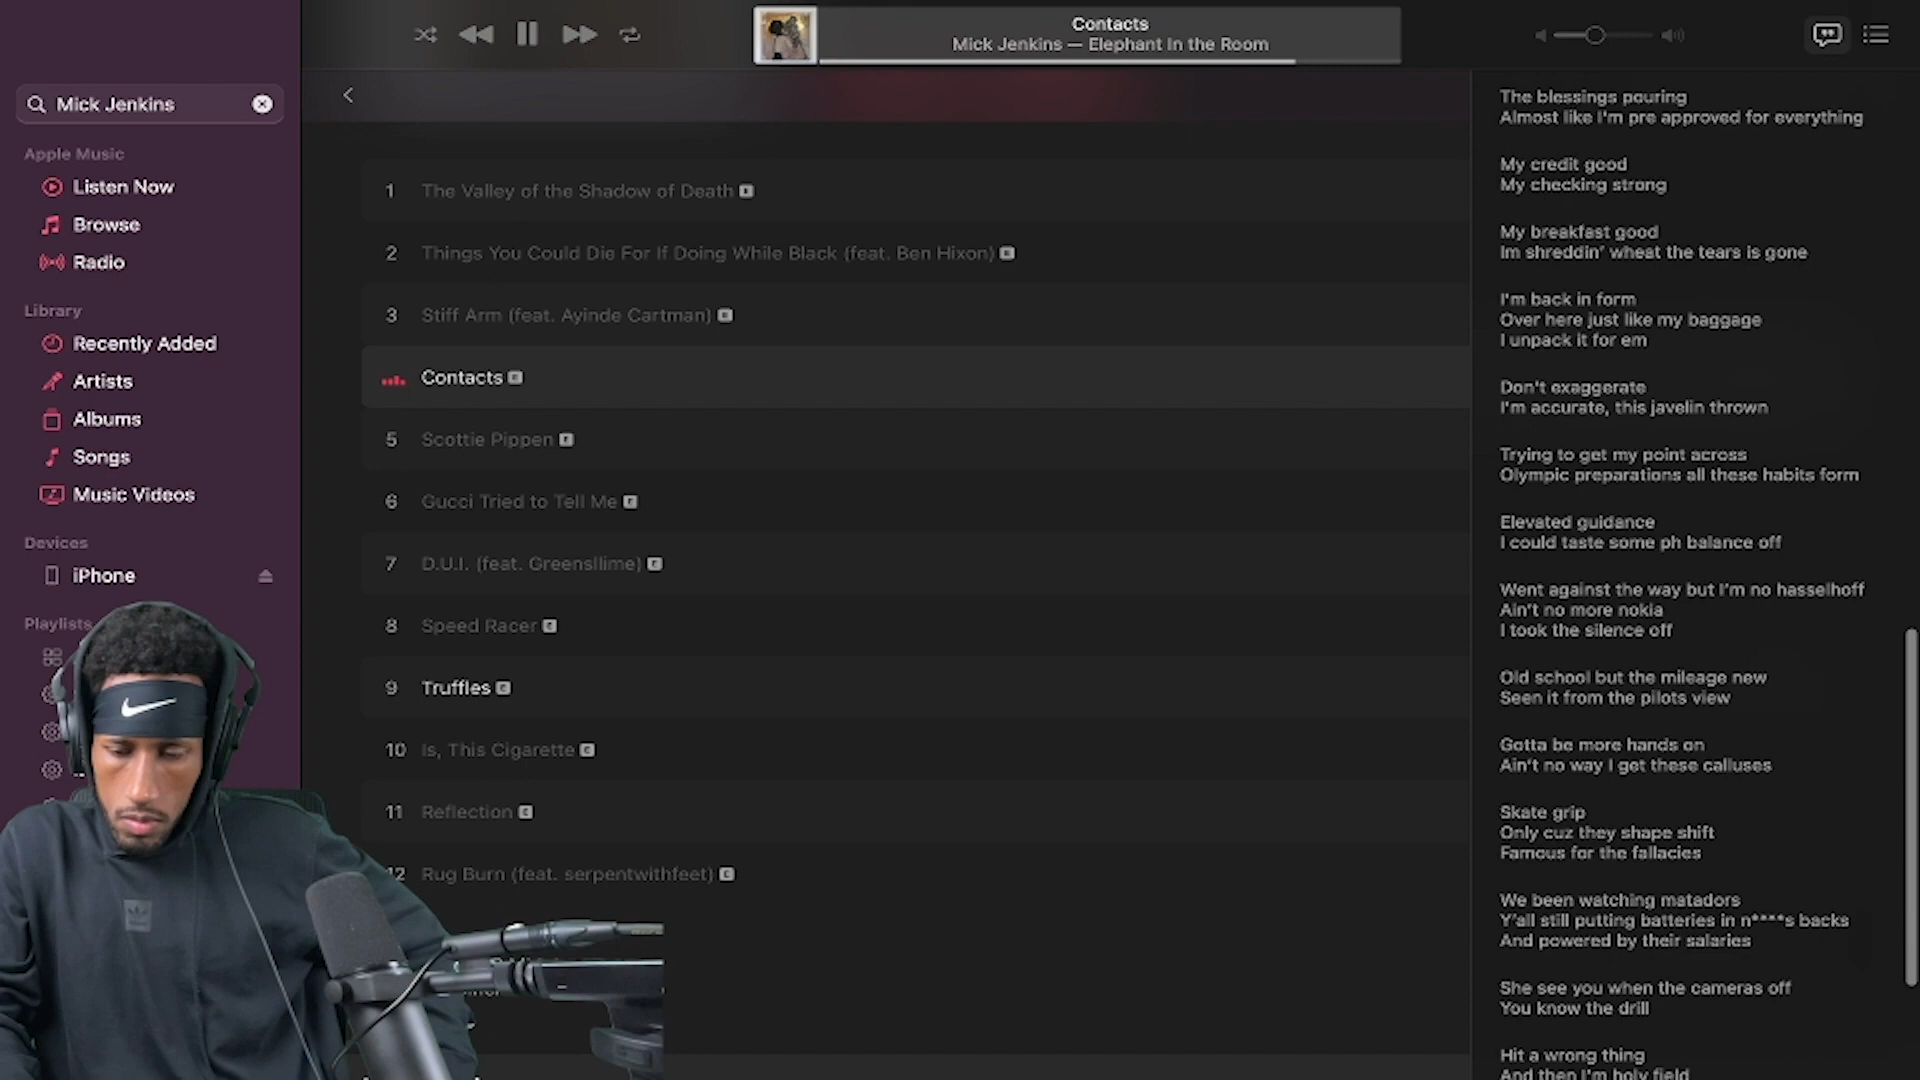 Contacts
Mick Jenkins — Elephant In the Room
Mick Jenkins
Apple Music
Listen Now
Browse
Radio
Library
Recently Added
Artists
Albums
Songs
Music Videos
Devices
iPhone
Playlists
1 The Valley of the Shadow of Death E
2 Things You Could Die For If Doing While Black (feat. Ben Hixon) E
3 Stiff Arm (feat. Ayinde Cartman) E
Contacts E
5 Scottie Pippen E
6 Gucci Tried to Tell Me E
7 D.U.I. (feat. Greensllime) E
8 Speed Racer E
9 Truffles E
10 Is, This Cigarette E
11 Reflection E
12 Rug Burn (feat. serpentwithfeet) E
The blessings pouring
Almost like I'm pre approved for everything
My credit good
My checking strong
My breakfast good
Im shreddin' wheat the tears is gone
I'm back in form
Over here just like my baggage
I unpack it for em
Don't exaggerate
I'm accurate, this javelin thrown
Trying to get my point across
Olympic preparations all these habits form
Elevated guidance
I could taste some ph balance off
Went against the way but I'm no hasselhoff
Ain't no more nokia
I took the silence off
Old school but the mileage new
Seen it from the pilots view
Gotta be more hands on
Ain't no way I get these calluses
Skate grip
Only cuz they shape shift
Famous for the fallacies
We been watching matadors
Y'all still putting batteries in n****s backs
And powered by their salaries
She see you when the cameras off
You know the drill
Hit a wrong thing
And then I'm holy field